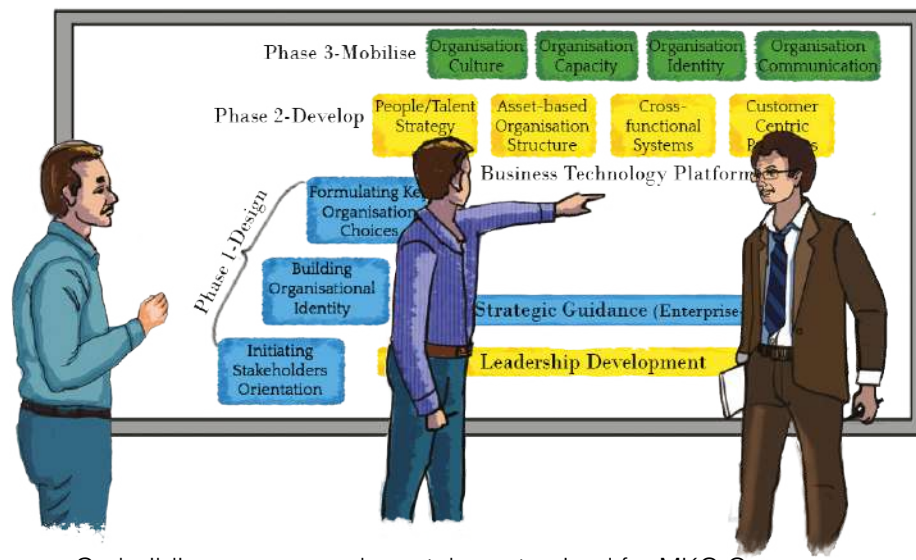 Phase 3-Mobilise
Organisation
Culture
Organisation
Capacity
Organisation
Identity
Organisation
Communication
Phase 2-Develop
People/Talent
Strategy
Asset-based
Organisation
Structure
Cross-
functional
Systems
Customer
Centric
Business Technology Platform
Phase 1-Design
Formulating Key
Organisation
Choices
Building
Organisational
Identity
Initiating
Stakeholders
Orientation
Strategic Guidance (Enterprise-
Leadership Development